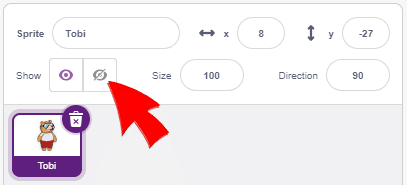 Sprite Tobi x 8 y -27
Show Size 100 Direction 90
Tobi